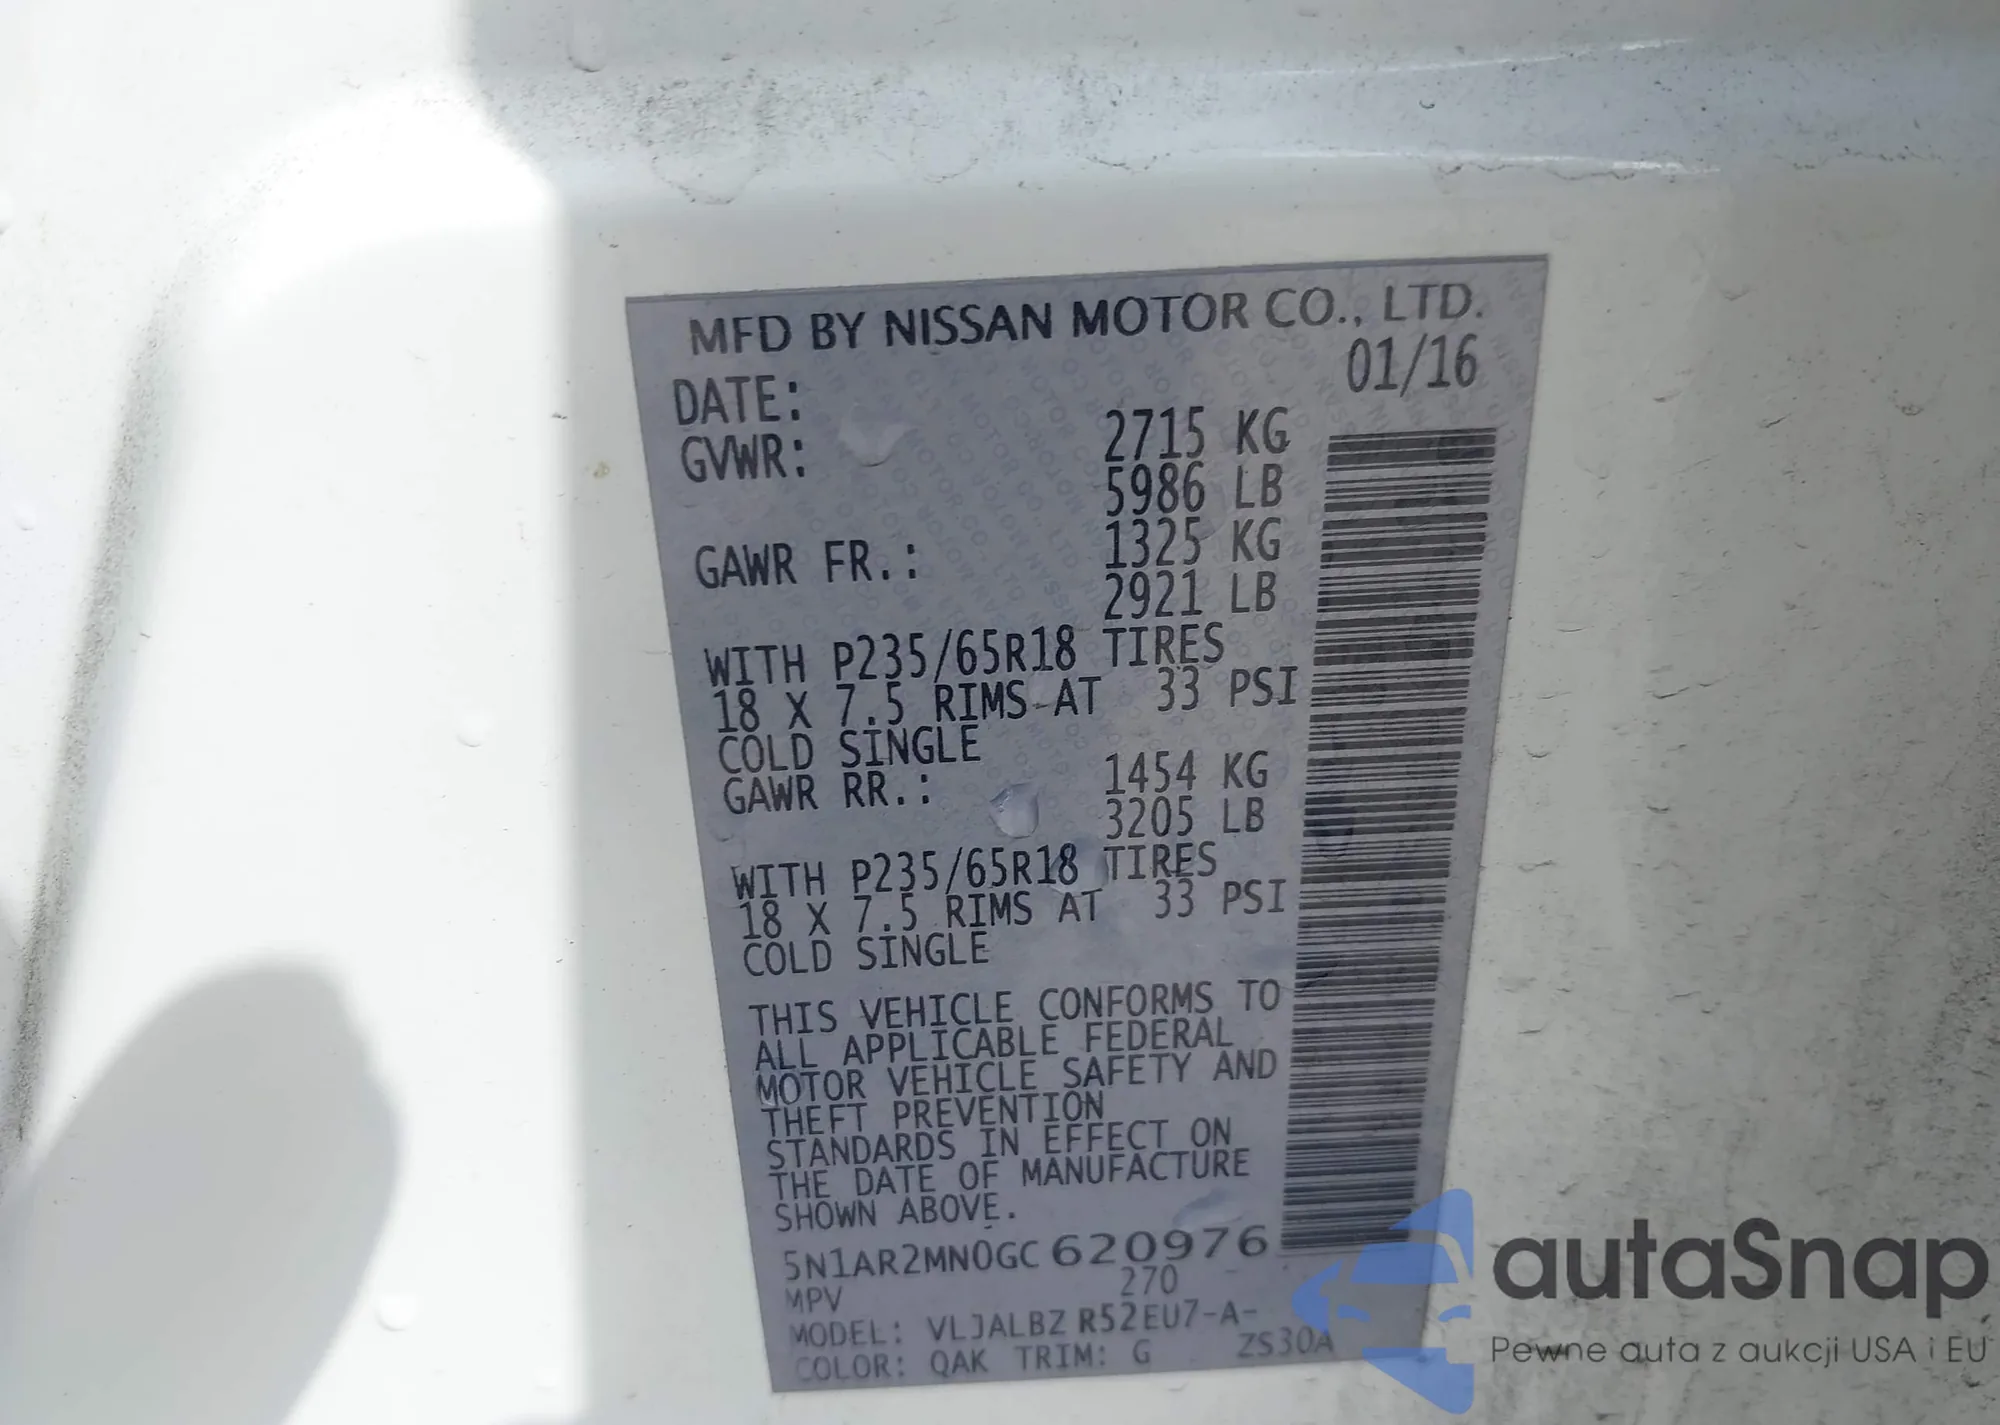 MFD BY NISSAN MOTOR CO., LTD.
DATE: 01/16
GVWR: 2715 KG
5986 LB
GAWR FR.: 1325 KG
2921 LB
WITH P235/65R18 TIRES
18 X 7.5 RIMS AT 33 PSI
COLD SINGLE
GAWR RR.: 1454 KG
3205 LB
WITH P235/65R18 TIRES
18 X 7.5 RIMS AT 33 PSI
COLD SINGLE
THIS VEHICLE CONFORMS TO
ALL APPLICABLE FEDERAL
MOTOR VEHICLE SAFETY AND
THEFT PREVENTION
STANDARDS IN EFFECT ON
THE DATE OF MANUFACTURE
SHOWN ABOVE.
5N1AR2MN0GC620976
MPV 270
MODEL: VLJALBZ R52EU7-A-
COLOR: QAK TRIM: G ZS30A
autaSnap
Pewne auta z aukcji USA i EU